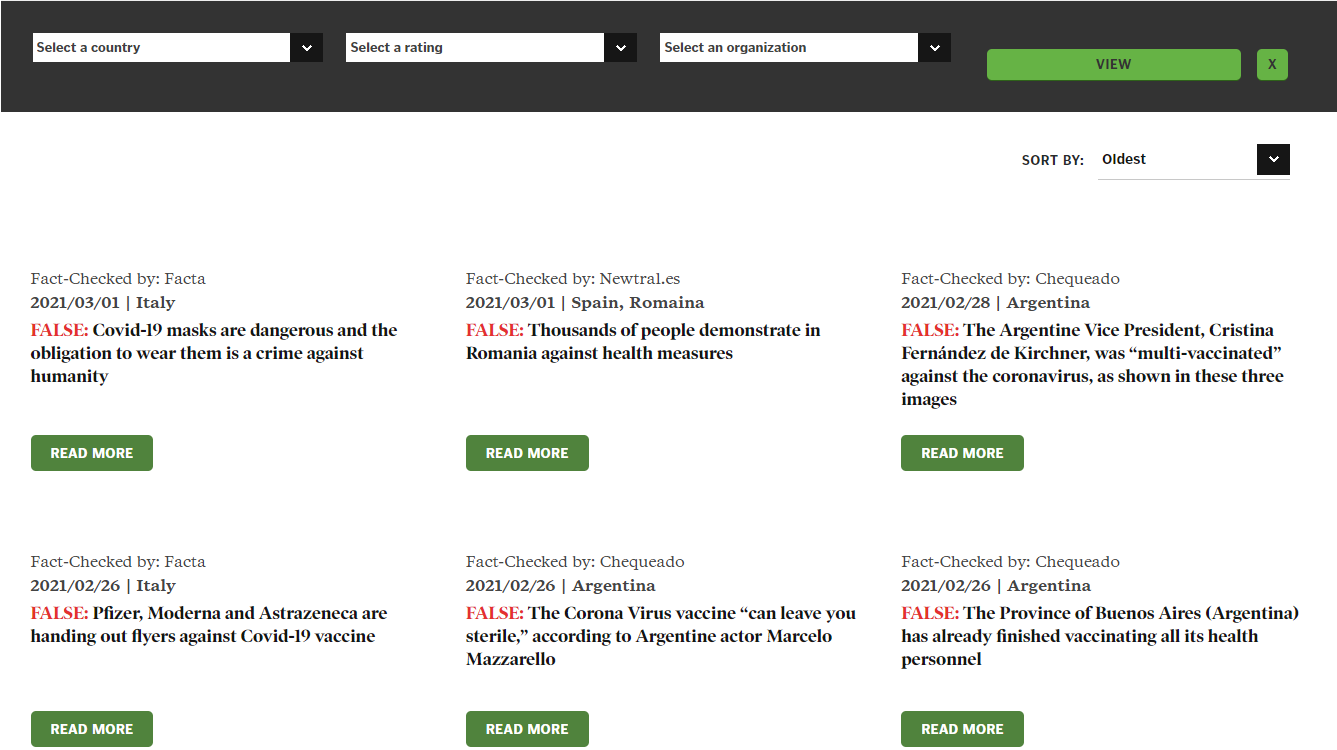 Select a country
Select a rating
Select an organization
VIEW
X
SORT BY:
Oldest
Fact-Checked by: Facta
2021/03/01 | Italy
FALSE: Covid-19 masks are dangerous and the
obligation to wear them is a crime against
humanity
READ MORE
Fact-Checked by: Newtral.es
2021/03/01 | Spain, Romaina
FALSE: Thousands of people demonstrate in
Romania against health measures
READ MORE
Fact-Checked by: Chequeado
2021/02/28 | Argentina
FALSE: The Argentine Vice President, Cristina
Fernández de Kirchner, was “multi-vaccinated”
against the coronavirus, as shown in these three
images
READ MORE
Fact-Checked by: Facta
2021/02/26 | Italy
FALSE: Pfizer, Moderna and Astrazeneca are
handing out flyers against Covid-19 vaccine
READ MORE
Fact-Checked by: Chequeado
2021/02/26 | Argentina
FALSE: The Corona Virus vaccine “can leave you
sterile,” according to Argentine actor Marcelo
Mazzarello
READ MORE
Fact-Checked by: Chequeado
2021/02/26 | Argentina
FALSE: The Province of Buenos Aires (Argentina)
has already finished vaccinating all its health
personnel
READ MORE